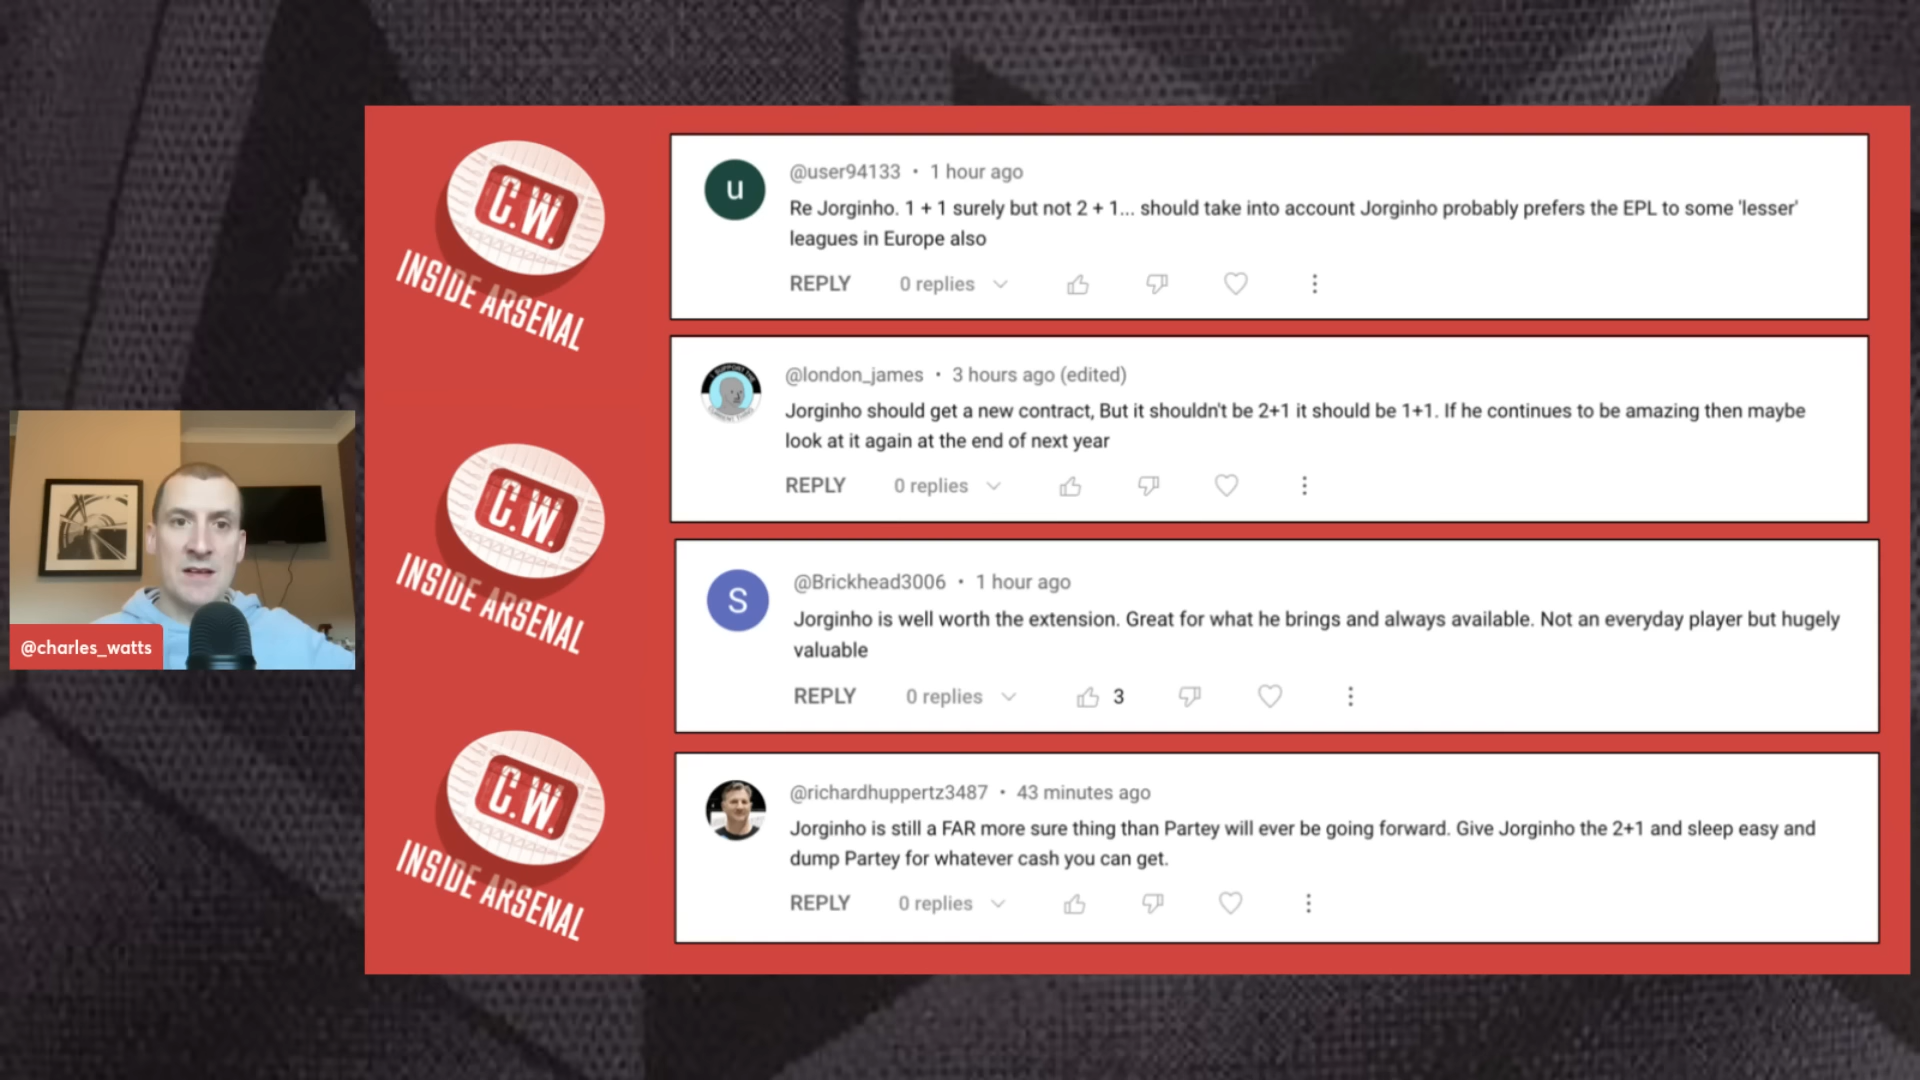 C.W.
INSIDE ARSENAL
u
@user94133 • 1 hour ago
Re Jorginho. 1 + 1 surely but not 2 + 1... should take into account Jorginho probably prefers the EPL to some 'lesser'
leagues in Europe also
REPLY 0 replies
@london_james • 3 hours ago (edited)
Jorginho should get a new contract, But it shouldn't be 2+1 it should be 1+1. If he continues to be amazing then maybe
look at it again at the end of next year
REPLY 0 replies
C.W.
INSIDE ARSENAL
S
@Brickhead3006 • 1 hour ago
Jorginho is well worth the extension. Great for what he brings and always available. Not an everyday player but hugely
valuable
REPLY 0 replies 3
@charles_watts
C.W.
INSIDE ARSENAL
@richardhuppertz3487 • 43 minutes ago
Jorginho is still a FAR more sure thing than Partey will ever be going forward. Give Jorginho the 2+1 and sleep easy and
dump Partey for whatever cash you can get.
REPLY 0 replies